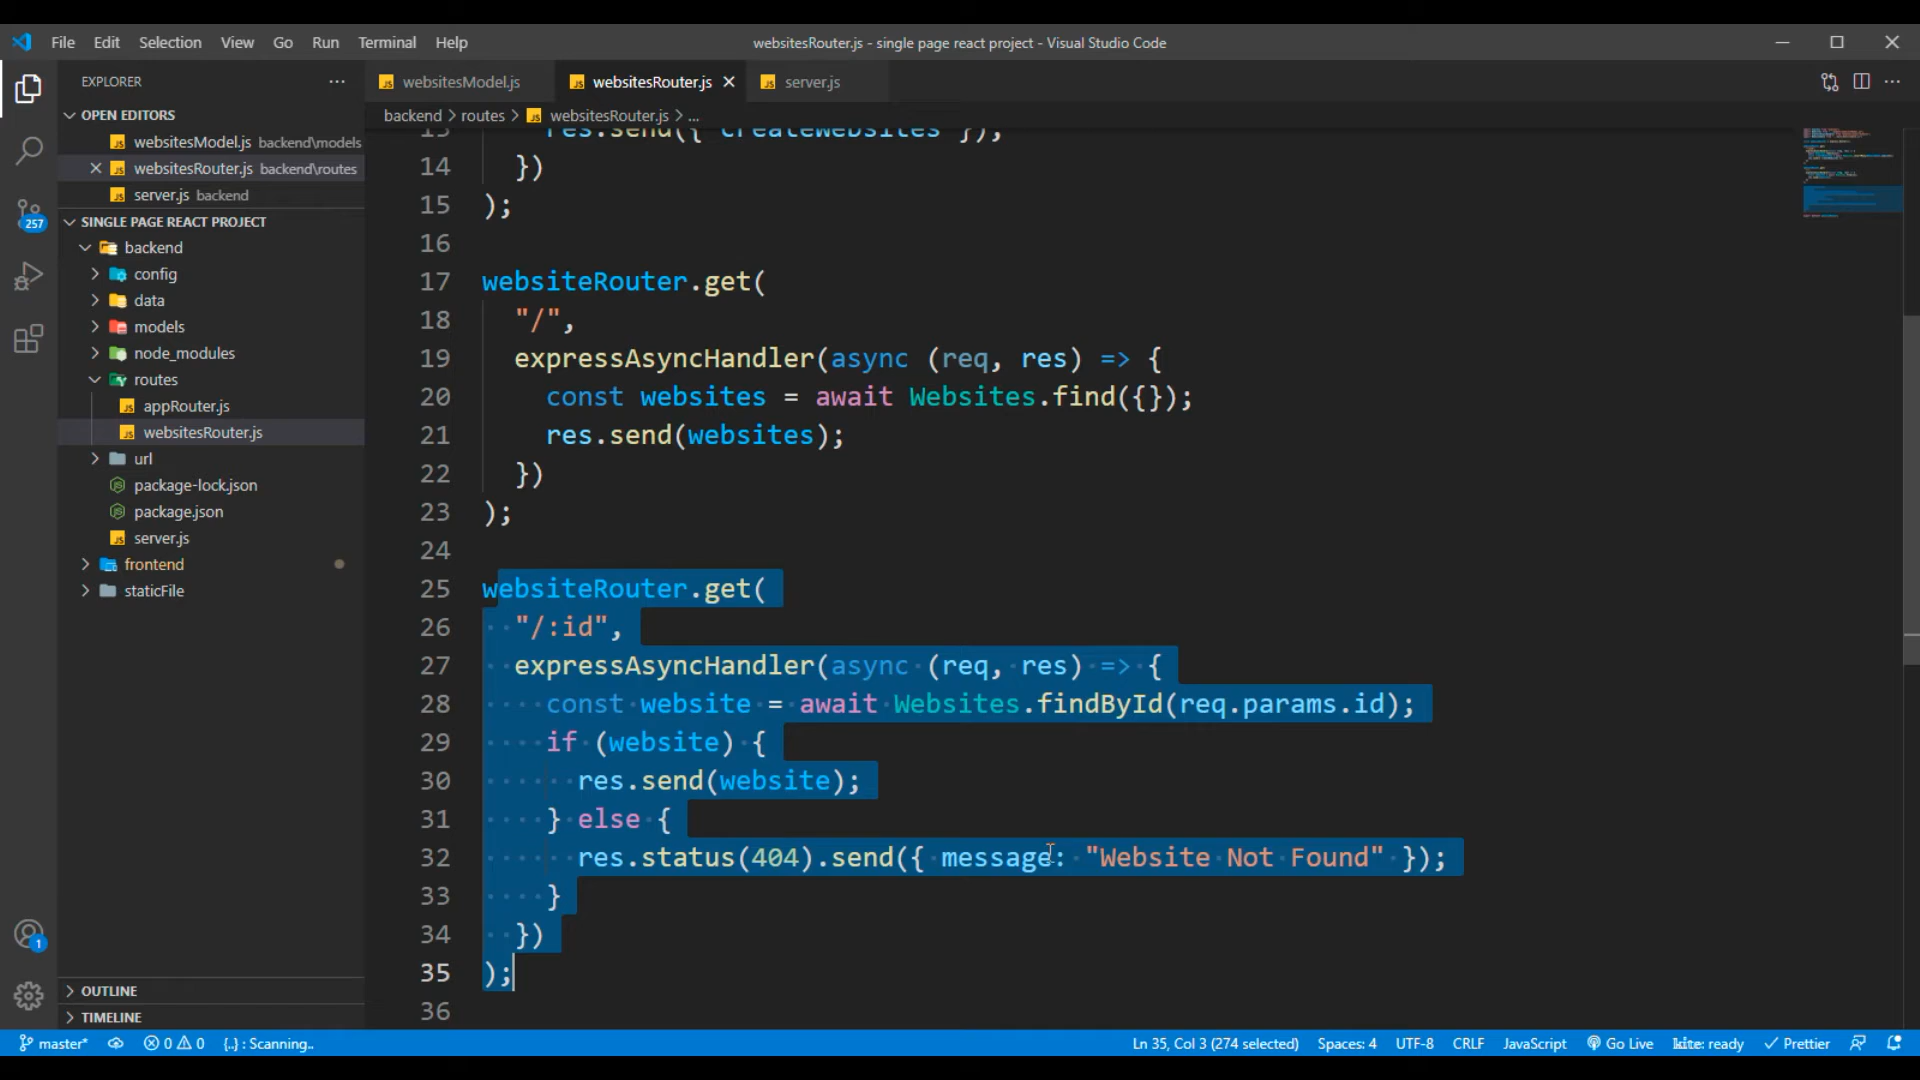 File Edit Selection View Go Run Terminal Help
websitesRouter.js - single page react project - Visual Studio Code
EXPLORER
websitesModel.js
websitesRouter.js
server.js
backend > routes > websitesRouter.js > ...
OPEN EDITORS
websitesModel.js backend\models
websitesRouter.js backend\routes
server.js backend
SINGLE PAGE REACT PROJECT
backend
config
data
models
node_modules
routes
appRouter.js
websitesRouter.js
url
package-lock.json
package.json
server.js
frontend
staticFile
OUTLINE
TIMELINE
257
1
13 res.send({ createWebsites });
14 })
15 );
16
17 websiteRouter.get(
18 "/",
19 expressAsyncHandler(async (req, res) => {
20 const websites = await Websites.find({});
21 res.send(websites);
22 })
23 );
24
25 websiteRouter.get(
26 "/:id",
27 expressAsyncHandler(async (req, res) => {
28 const website = await Websites.findById(req.params.id);
29 if (website) {
30 res.send(website);
31 } else {
32 res.status(404).send({ message: "Website Not Found" });
33 }
34 })
35 );
36
master* 0 0 {..} : Scanning.. Ln 35, Col 3 (274 selected) Spaces: 4 UTF-8 CRLF JavaScript Go Live kite: ready Prettier